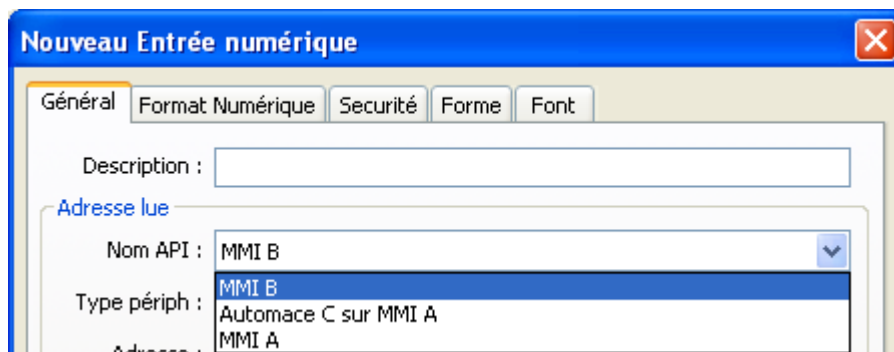 Nouveau Entrée numérique
Général Format Numérique Securité Forme Font
Description :
Adresse lue
Nom API : MMI B
MMI B
Type périph :
Automace C sur MMI A
MMI A
Adresse :